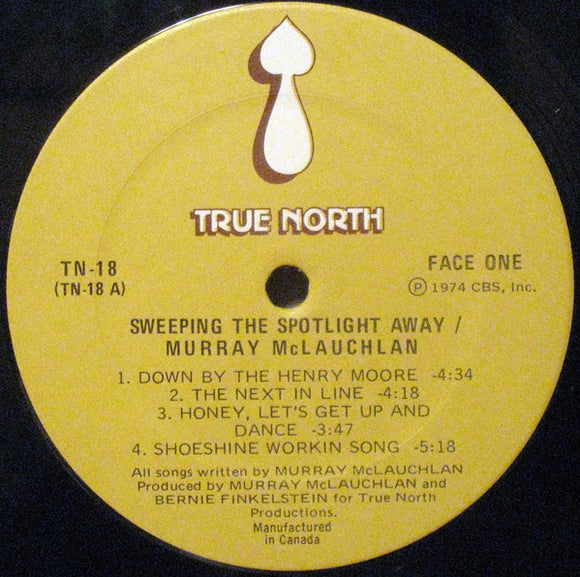 TRUE NORTH
TN-18
(TN-18 A)
FACE ONE
Ⓟ 1974 CBS, Inc.
SWEEPING THE SPOTLIGHT AWAY /
MURRAY McLAUCHLAN
1. DOWN BY THE HENRY MOORE -4:34
2. THE NEXT IN LINE -4:18
3. HONEY, LET'S GET UP AND
DANCE -3:47
4. SHOESHINE WORKIN SONG -5:18
All songs written by MURRAY McLAUCHLAN
Produced by MURRAY McLAUCHLAN and
BERNIE FINKELSTEIN for True North
Productions.
Manufactured
in Canada